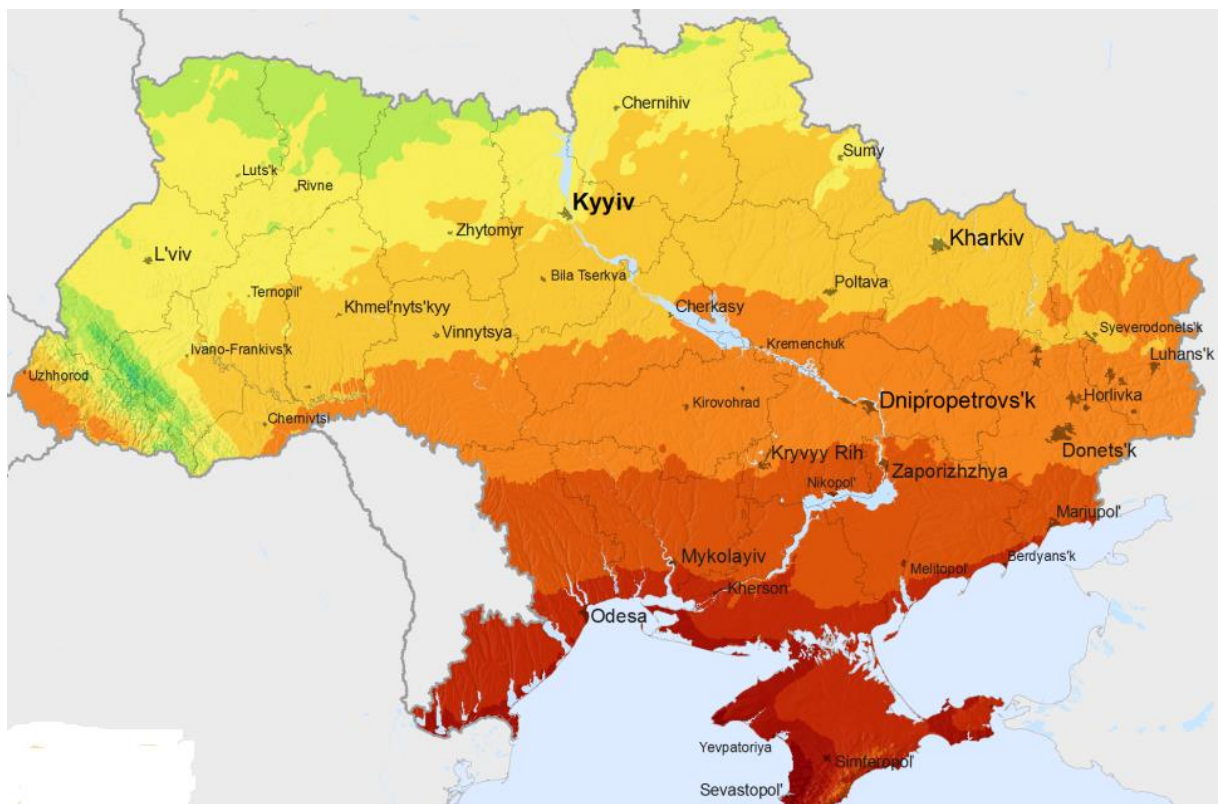 Chernihiv
Sumy
Luts'k
Rivne
Kyyiv
Zhytomyr
Kharkiv
L'viv
Bila Tserkva
Poltava
Ternopil'
Khmel'nyts'kyy
Cherkasy
Vinnytsya
Syeverodonets'k
Kremenchuk
Ivano-Frankivs'k
Luhans'k
Uzhhorod
Horlivka
Kirovohrad
Dnipropetrovs'k
Chernivtsi
Donets'k
Kryvyy Rih
Zaporizhzhya
Nikopol'
Marjupol'
Mykolayiv
Berdyans'k
Melitopol'
Kherson
Odesa
Yevpatoriya
Simferopol'
Sevastopol'